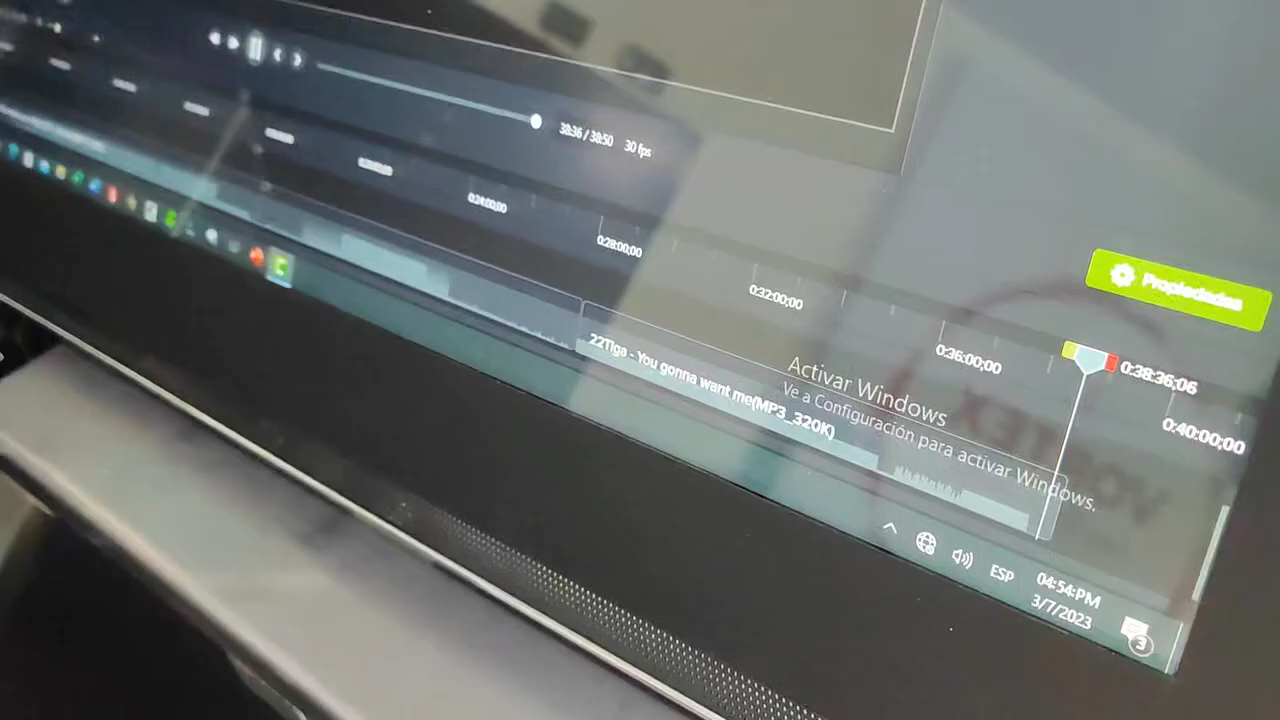 38:36 / 38:50 30 fps
0:24:00;00
0:28:00;00
0:32:00;00
0:36:00;00
0:38:36;06
0:40:00;00
Propiedades
22Tiga - You gonna want me(MP3_320K)
Activar Windows
Ve a Configuración para activar Windows.
ESP
04:54:PM
3/7/2023
3